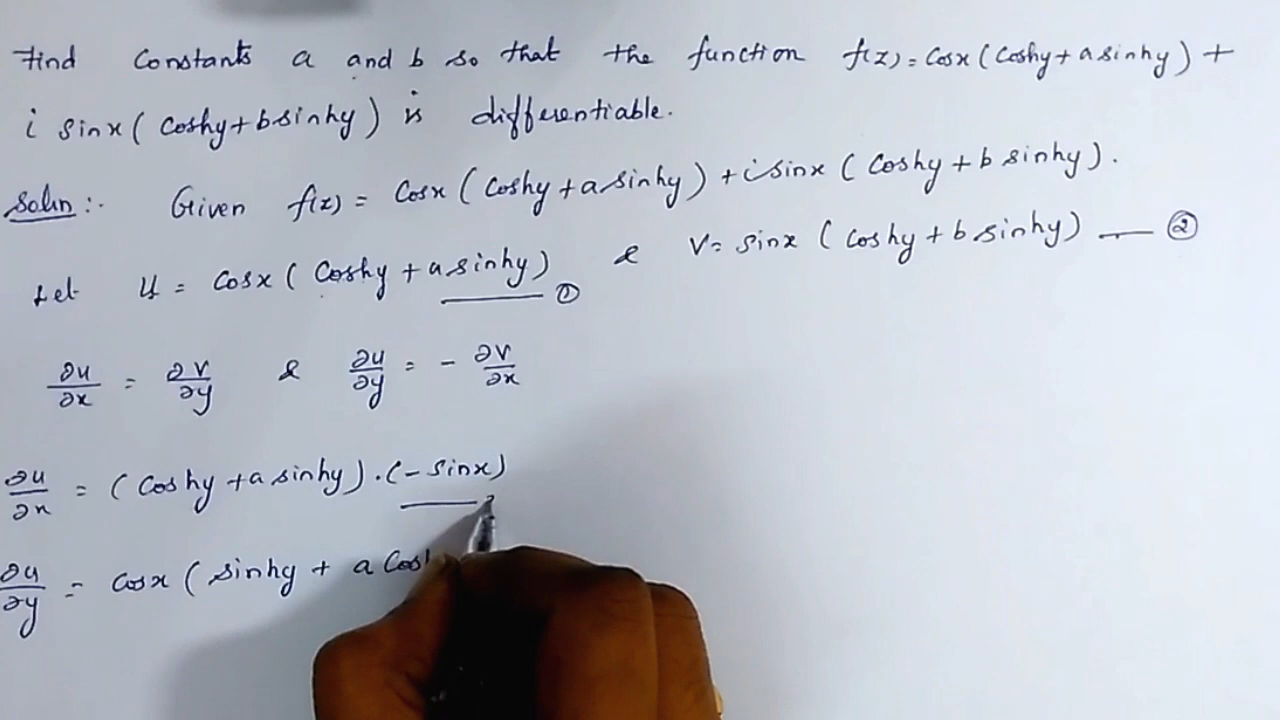 Find Constants a and b so that the function f(z) = Cosx (Coshy + a sinhy) +
i sinx ( Coshy + b sinhy ) is differentiable.
Soln :- Given f(z) = Cosx ( Coshy + a sinhy ) + i sinx ( Coshy + b sinhy ).
Let U = Cosx ( Coshy + a sinhy ) — ① & V = sinx ( Coshy + b sinhy ) — ②
∂u/∂x = ∂V/∂y & ∂u/∂y = - ∂V/∂x
∂u/∂x = ( Coshy + a sinhy ) . (- sinx)
∂u/∂y = Cosx ( sinhy + a